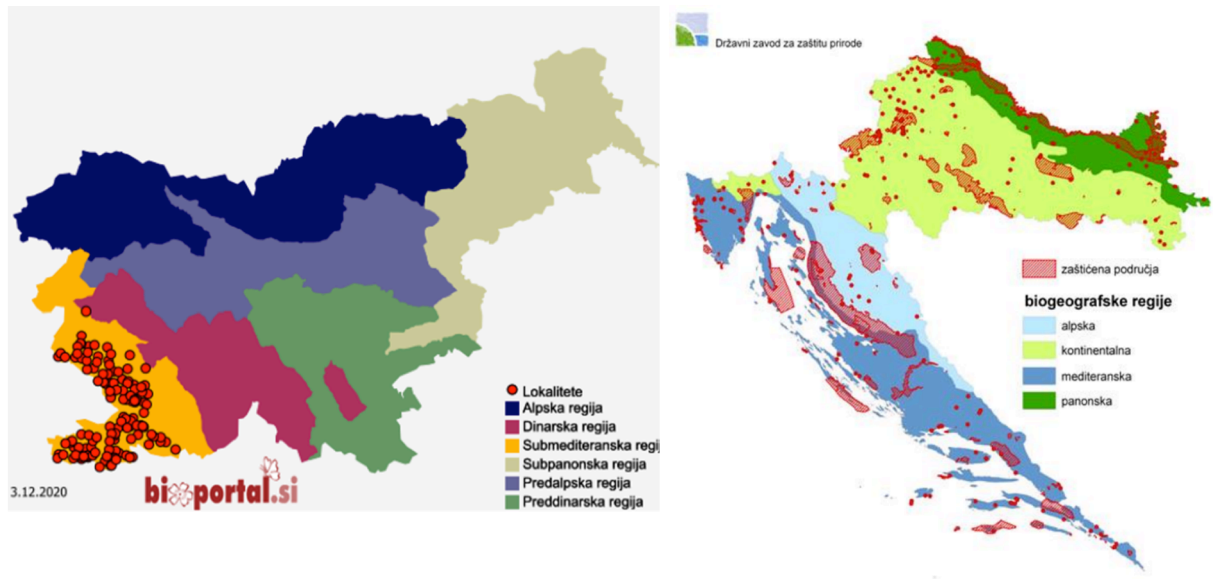 Lokalitete
Alpska regija
Dinarska regija
Submediteranska regij
Subpanonska regija
Predalpska regija
Preddinarska regija
3.12.2020
bioportal.si
Državni zavod za zaštitu prirode
zaštićena područja
biogeografske regije
alpska
kontinentalna
mediteranska
panonska